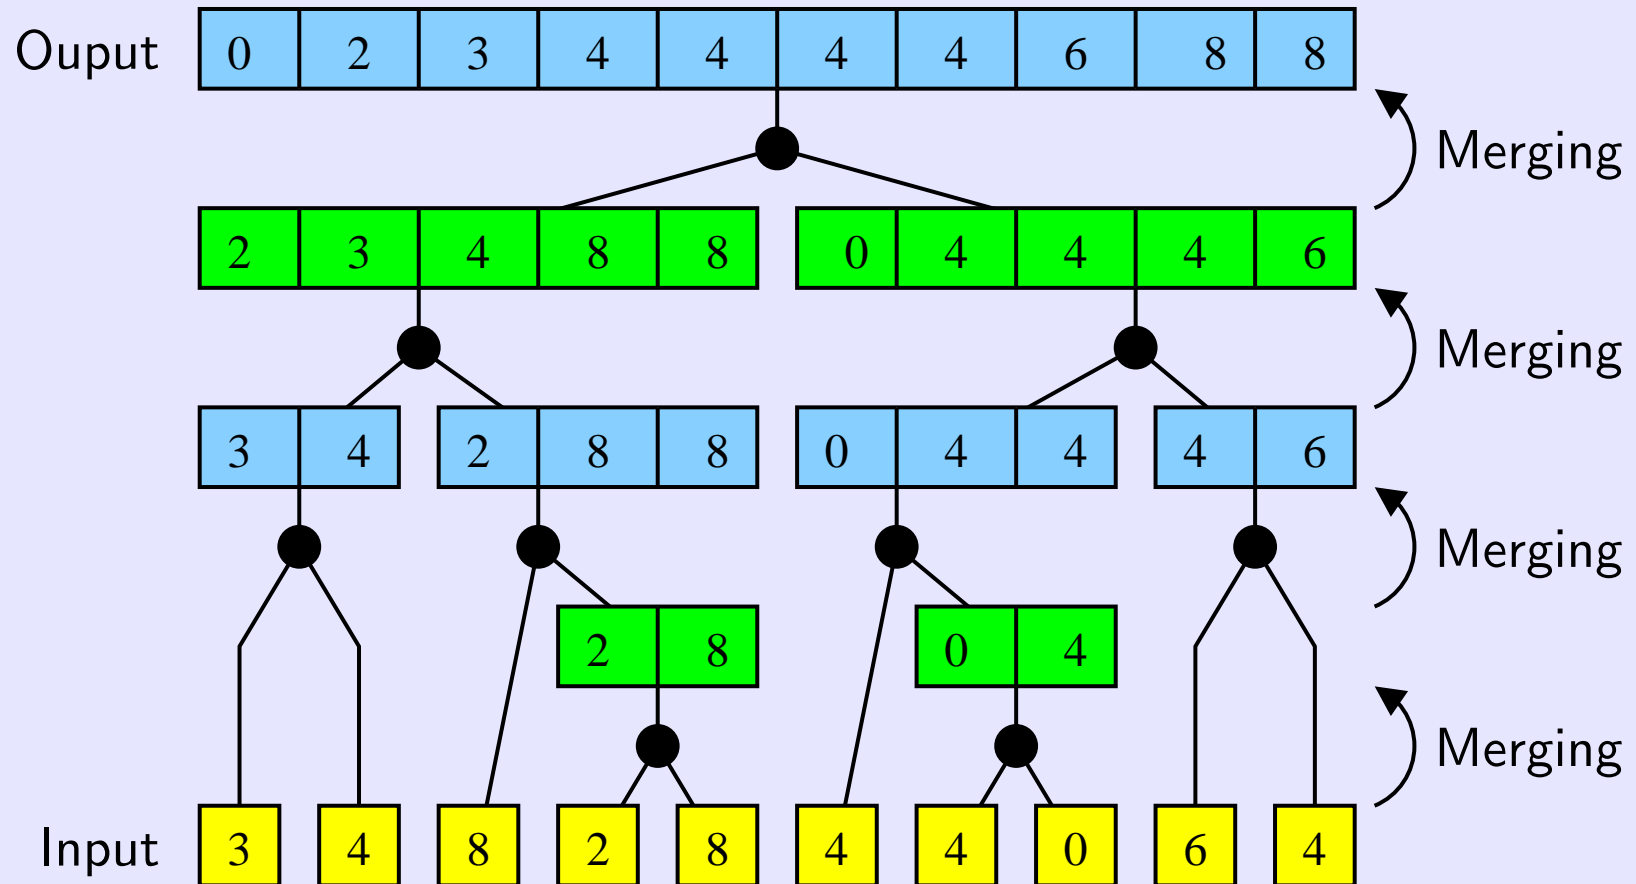 Ouput 0 2 3 4 4 4 4 6 8 8
Merging
2 3 4 8 8 0 4 4 4 6
Merging
3 4 2 8 8 0 4 4 4 6
Merging
2 8 0 4
Merging
Input 3 4 8 2 8 4 4 0 6 4